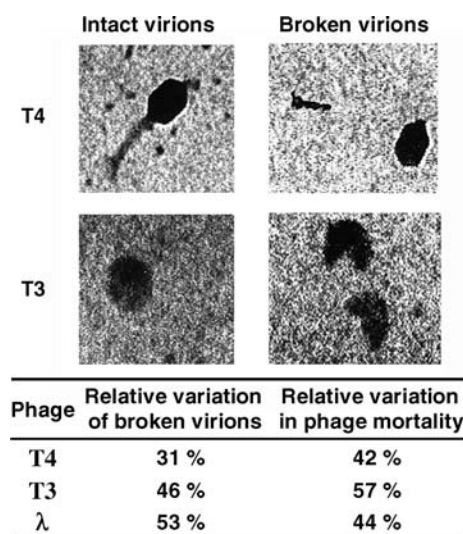 Intact virions Broken virions
T4
T3
Phage Relative variation of broken virions Relative variation in phage mortality
T4 31 % 42 %
T3 46 % 57 %
λ 53 % 44 %